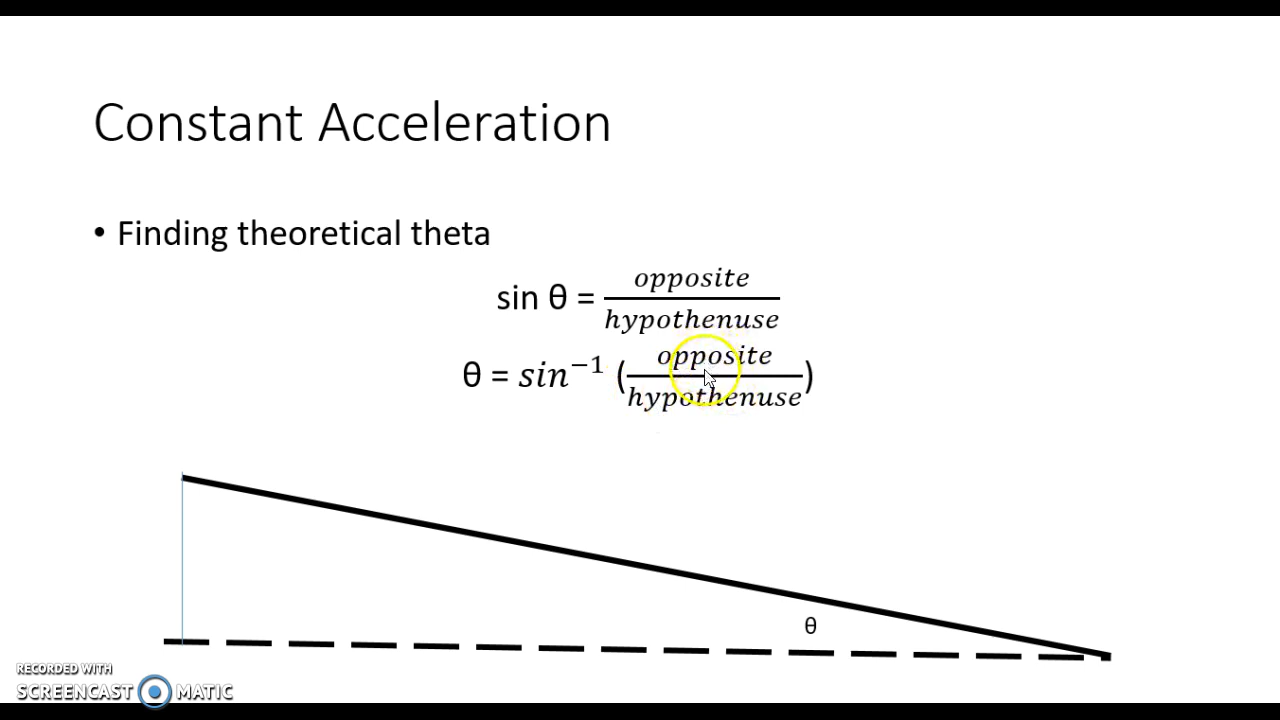 Constant Acceleration
• Finding theoretical theta
sin θ = opposite/hypothenuse
θ = sin⁻¹ (opposite/hypothenuse)
θ
RECORDED WITH
SCREENCAST MATIC